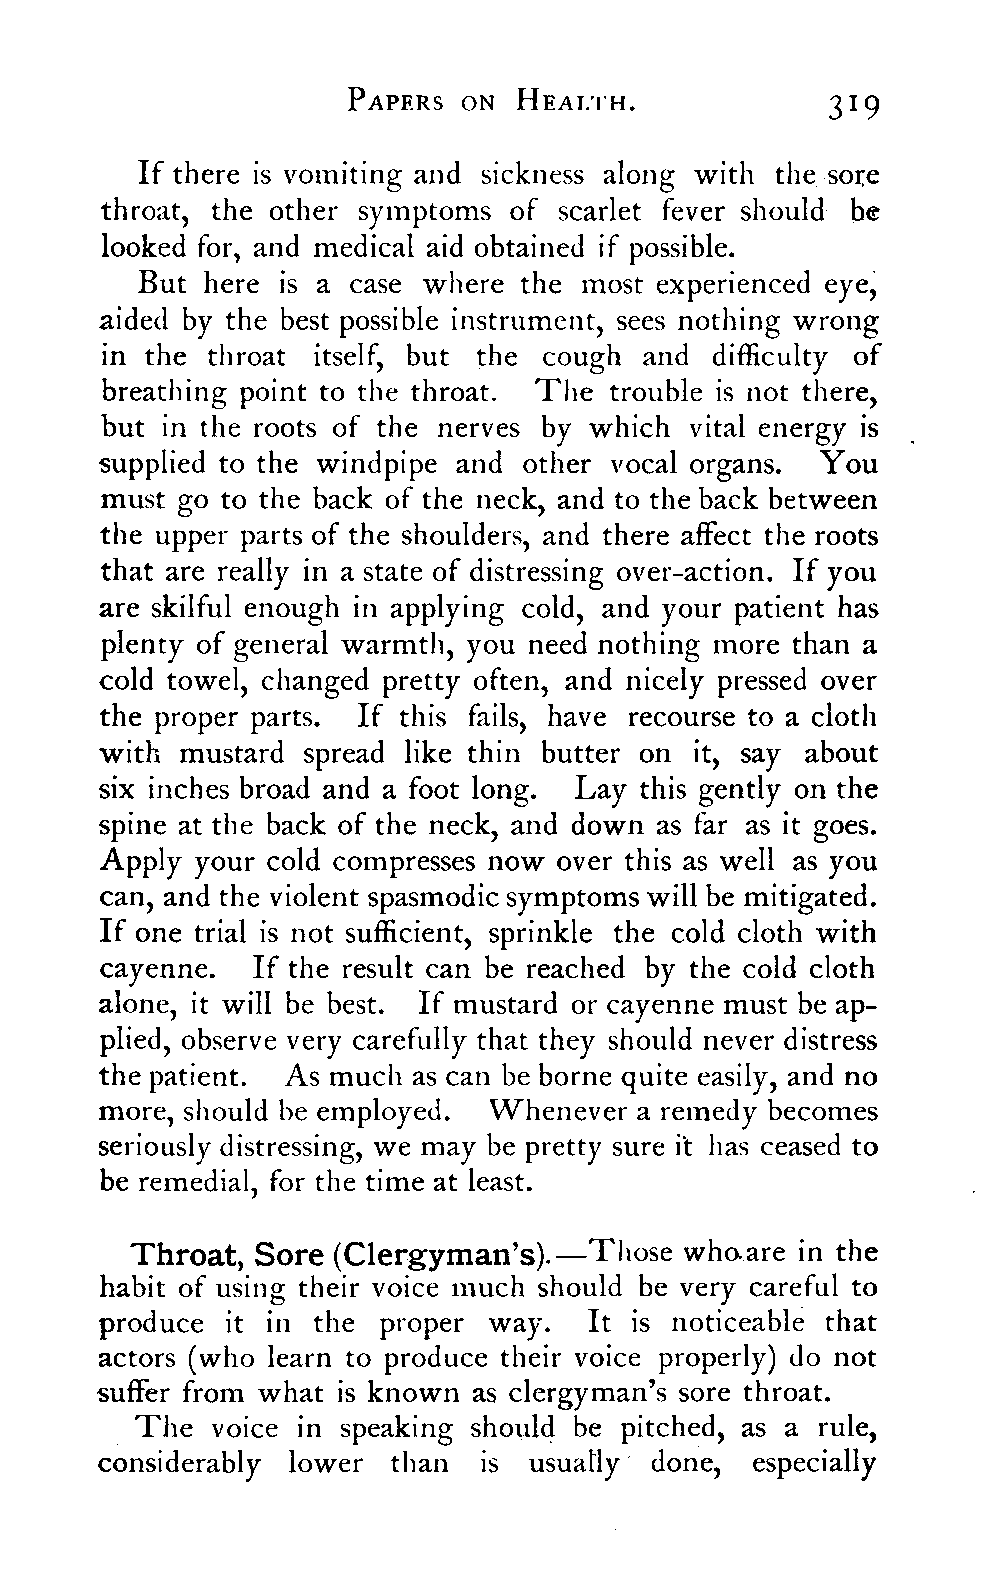 PAPERS ON HEALTH. 319
If there is vomiting and sickness along with the sore
throat, the other symptoms of scarlet fever should be
looked for, and medical aid obtained if possible.
But here is a case where the most experienced eye,
aided by the best possible instrument, sees nothing wrong
in the throat itself, but the cough and difficulty of
breathing point to the throat. The trouble is not there,
but in the roots of the nerves by which vital energy is
supplied to the windpipe and other vocal organs. You
must go to the back of the neck, and to the back between
the upper parts of the shoulders, and there affect the roots
that are really in a state of distressing over-action. If you
are skilful enough in applying cold, and your patient has
plenty of general warmth, you need nothing more than a
cold towel, changed pretty often, and nicely pressed over
the proper parts. If this fails, have recourse to a cloth
with mustard spread like thin butter on it, say about
six inches broad and a foot long. Lay this gently on the
spine at the back of the neck, and down as far as it goes.
Apply your cold compresses now over this as well as you
can, and the violent spasmodic symptoms will be mitigated.
If one trial is not sufficient, sprinkle the cold cloth with
cayenne. If the result can be reached by the cold cloth
alone, it will be best. If mustard or cayenne must be ap-
plied, observe very carefully that they should never distress
the patient. As much as can be borne quite easily, and no
more, should be employed. Whenever a remedy becomes
seriously distressing, we may be pretty sure it has ceased to
be remedial, for the time at least.
Throat, Sore (Clergyman's).—Those who are in the
habit of using their voice much should be very careful to
produce it in the proper way. It is noticeable that
actors (who learn to produce their voice properly) do not
suffer from what is known as clergyman's sore throat.
The voice in speaking should be pitched, as a rule,
considerably lower than is usually done, especially